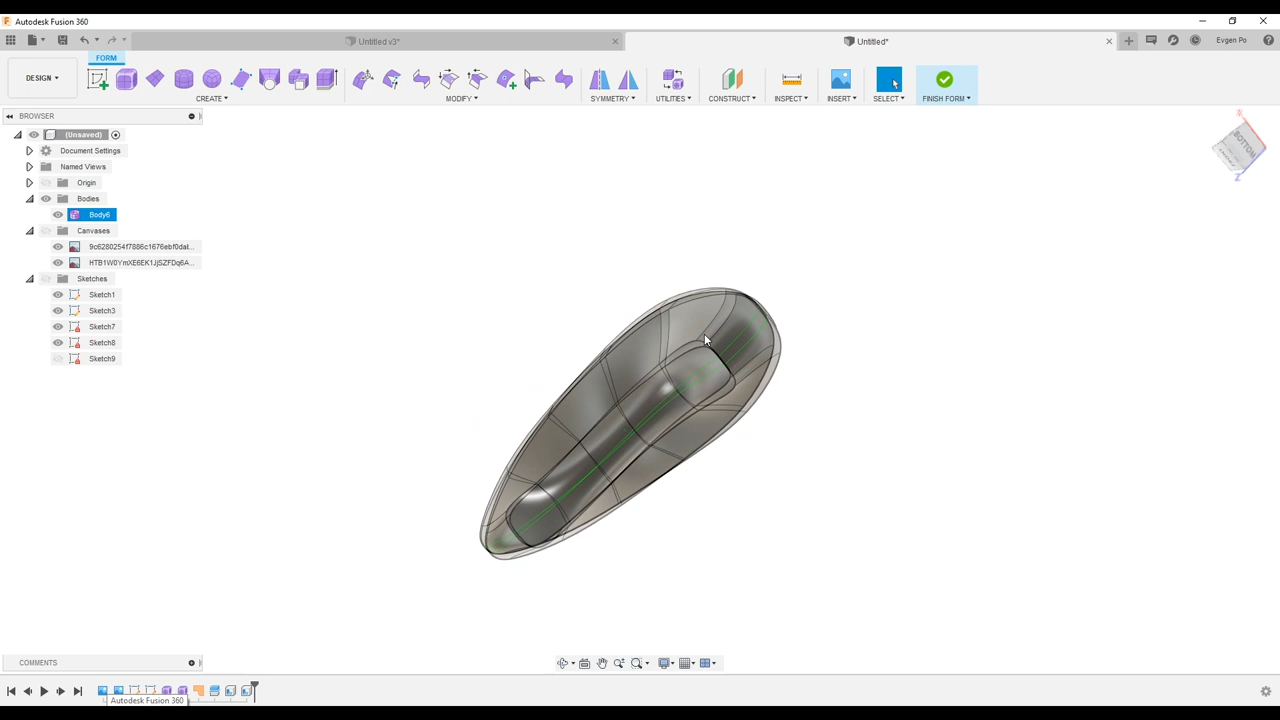 Autodesk Fusion 360
Untitled v3*
Untitled*
Evgen Po
DESIGN
FORM
CREATE
MODIFY
SYMMETRY
UTILITIES
CONSTRUCT
INSPECT
INSERT
SELECT
FINISH FORM
BROWSER
(Unsaved)
Document Settings
Named Views
Origin
Bodies
Body6
Canvases
9c6280254f7886c1676ebf0dat...
HTB1W0YmXE6EK1JjSZFDq6A...
Sketches
Sketch1
Sketch3
Sketch7
Sketch8
Sketch9
BOTTOM
COMMENTS
Autodesk Fusion 360